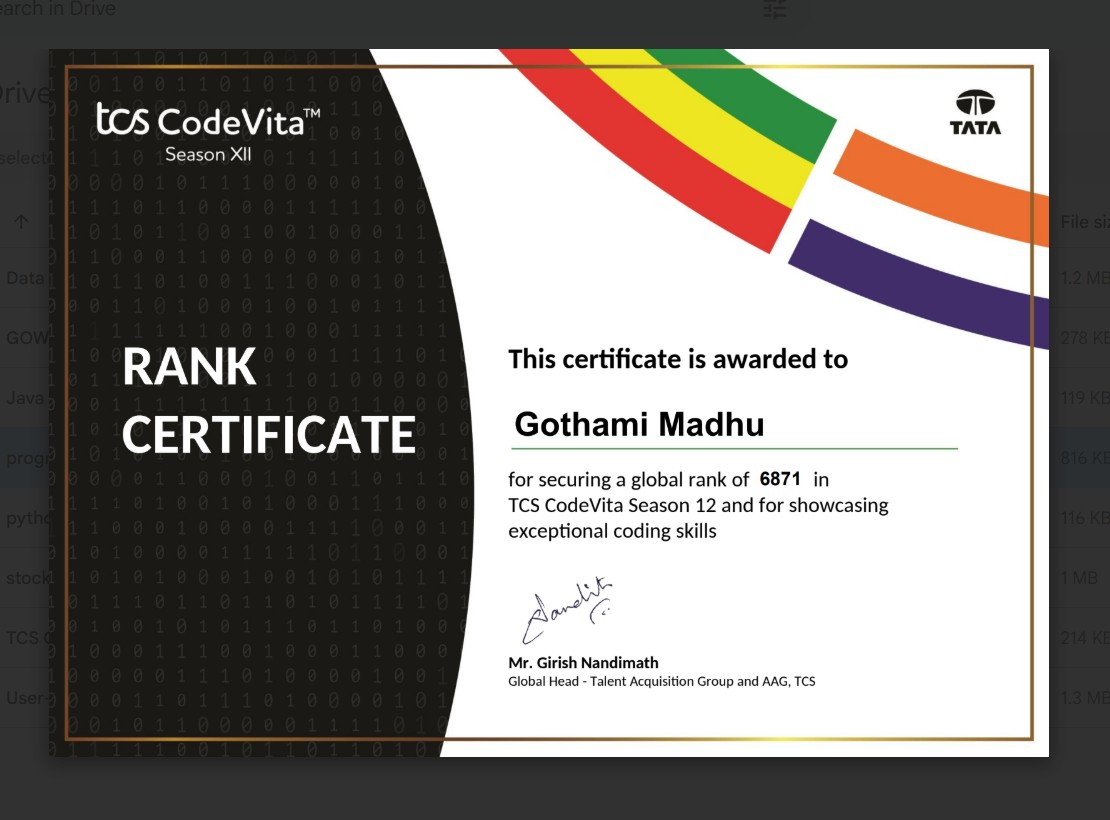 earch in Drive
Drive
select
File siz
Data
1.2 MB
GOW
278 KB
Java
119 KB
progr
816 KB
pytho
116 KB
stock
1 MB
TCS C
214 KB
User-
1.3 MB
tcs CodeVita™
Season XII
TATA
RANK
CERTIFICATE
This certificate is awarded to
Gothami Madhu
for securing a global rank of 6871 in
TCS CodeVita Season 12 and for showcasing
exceptional coding skills
Mr. Girish Nandimath
Global Head - Talent Acquisition Group and AAG, TCS